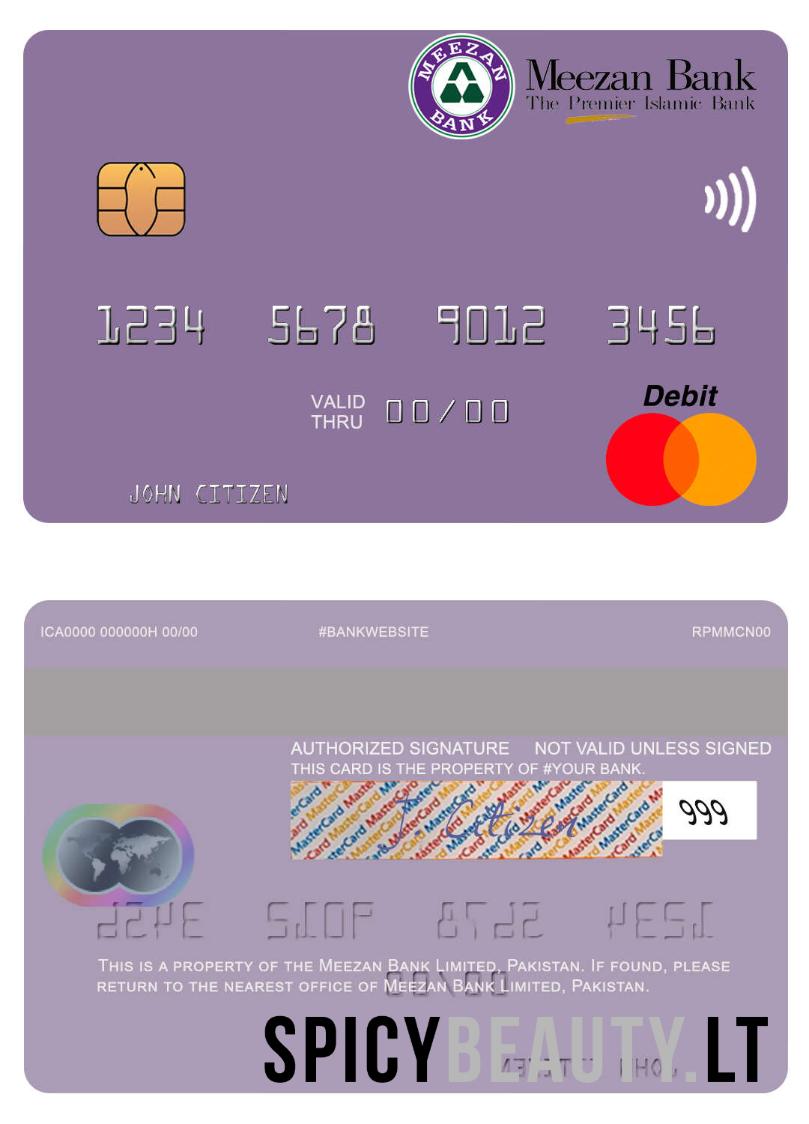 MEEZAN BANK
Meezan Bank
The Premier Islamic Bank
1234 5678 9012 3456
Debit
VALID THRU 00/00
JOHN CITIZEN
ICA0000 000000H 00/00 #BANKWEBSITE RPMMCN00
AUTHORIZED SIGNATURE NOT VALID UNLESS SIGNED
THIS CARD IS THE PROPERTY OF #YOUR BANK.
MasterCard
J. Citizen
999
THIS IS A PROPERTY OF THE MEEZAN BANK LIMITED, PAKISTAN. IF FOUND, PLEASE
RETURN TO THE NEAREST OFFICE OF MEEZAN BANK LIMITED, PAKISTAN.
SPICYBEAUTY.LT